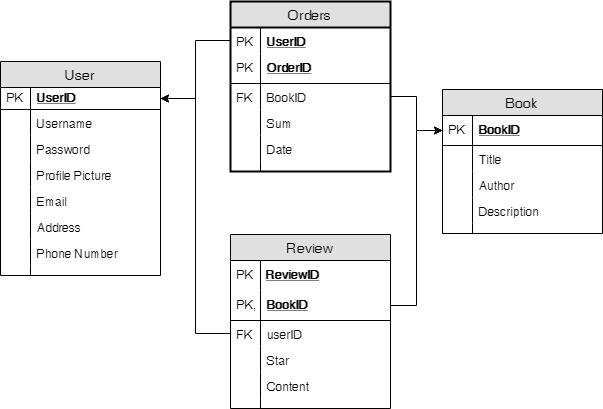 Orders
PK UserID
PK OrderID
FK BookID
Sum
Date
User
PK UserID
Username
Password
Profile Picture
Email
Address
Phone Number
Book
PK BookID
Title
Author
Description
Review
PK ReviewID
PK, BookID
FK userID
Star
Content